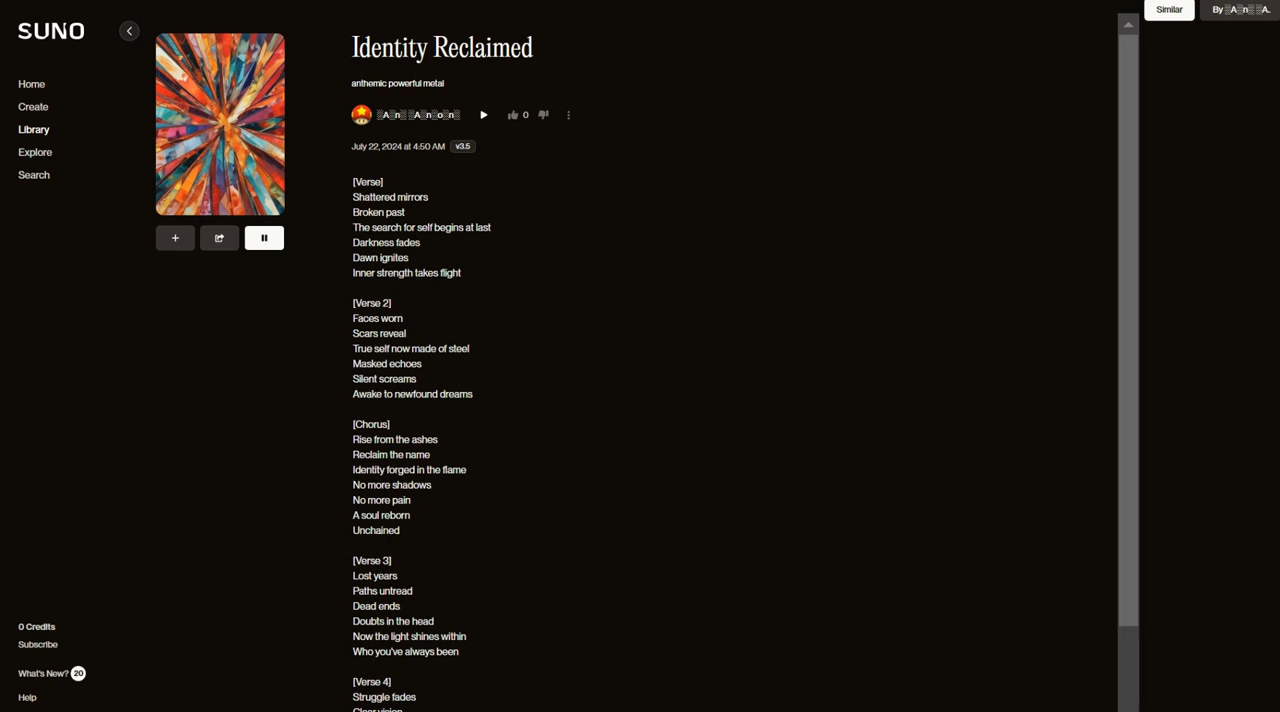 SUNO
Home
Create
Library
Explore
Search
0 Credits
Subscribe
What's New? 20
Help
Identity Reclaimed
anthemic powerful metal
░A░n░ ░A░n░o░n░
0
July 22, 2024 at 4:50 AM v3.5
[Verse]
Shattered mirrors
Broken past
The search for self begins at last
Darkness fades
Dawn ignites
Inner strength takes flight
[Verse 2]
Faces worn
Scars reveal
True self now made of steel
Masked echoes
Silent screams
Awake to newfound dreams
[Chorus]
Rise from the ashes
Reclaim the name
Identity forged in the flame
No more shadows
No more pain
A soul reborn
Unchained
[Verse 3]
Lost years
Paths untread
Dead ends
Doubts in the head
Now the light shines within
Who you've always been
[Verse 4]
Struggle fades
Clear vision
Similar
By ░A░n░ ░A.